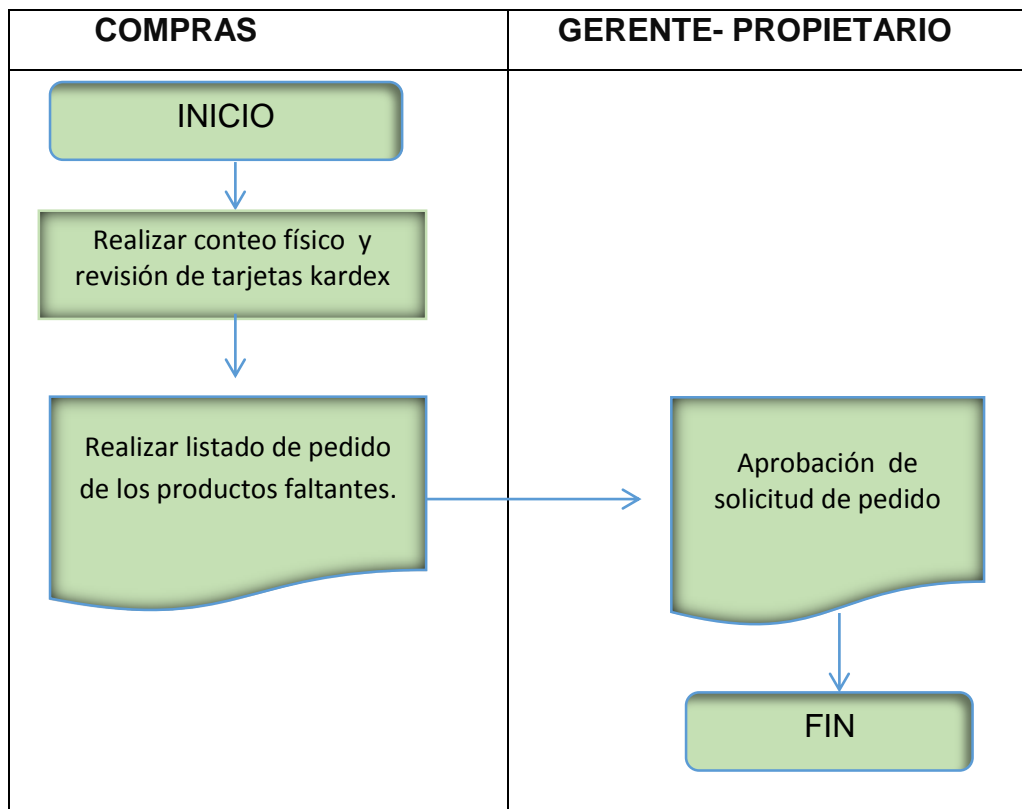 COMPRAS
GERENTE- PROPIETARIO
INICIO
Realizar conteo físico y
revisión de tarjetas kardex
Realizar listado de pedido
de los productos faltantes.
Aprobación de
solicitud de pedido
FIN